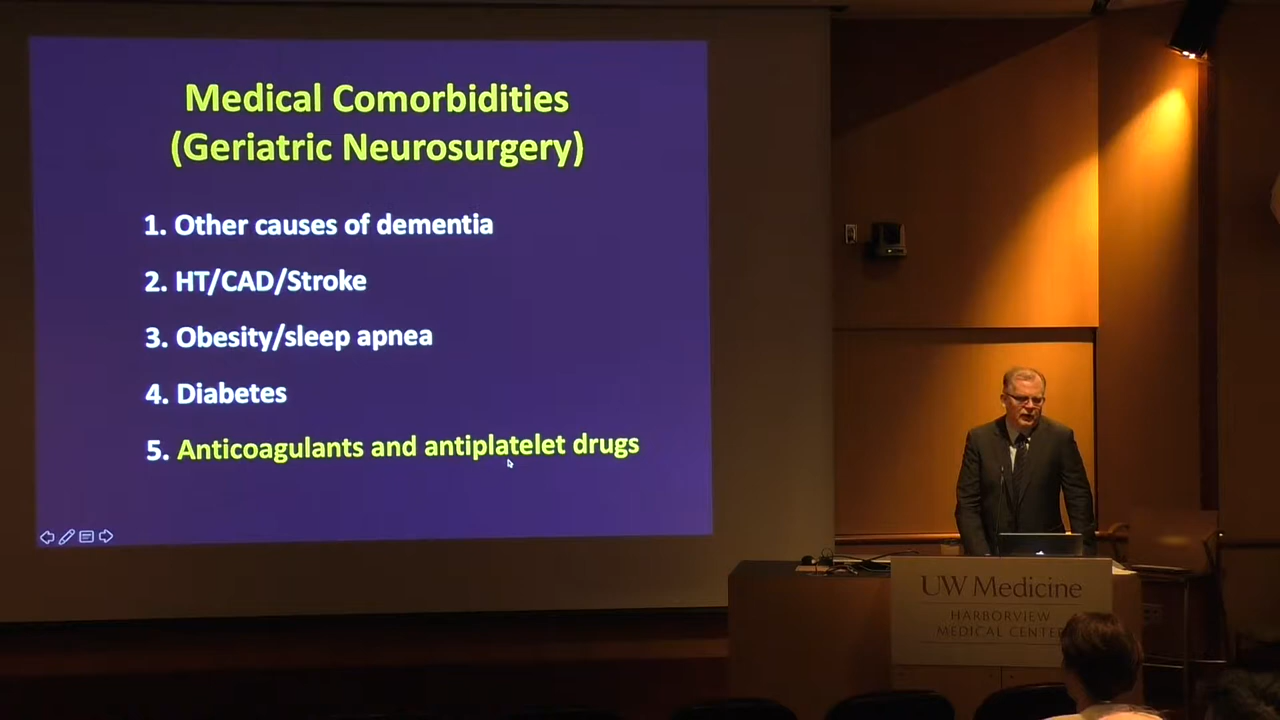 Medical Comorbidities
(Geriatric Neurosurgery)
1. Other causes of dementia
2. HT/CAD/Stroke
3. Obesity/sleep apnea
4. Diabetes
5. Anticoagulants and antiplatelet drugs
UW Medicine
HARBORVIEW
MEDICAL CENTER